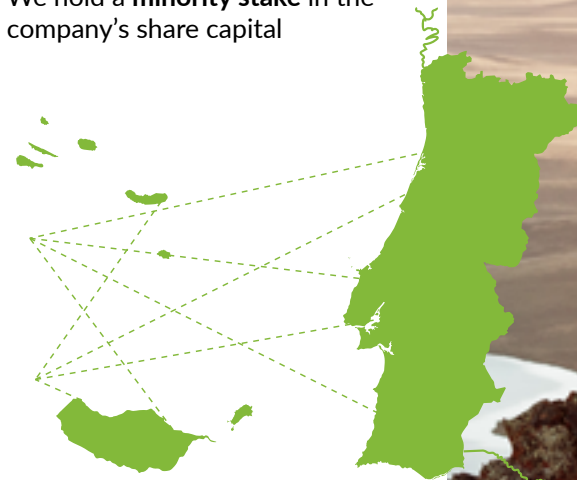 We hold a minority stake in the
company’s share capital